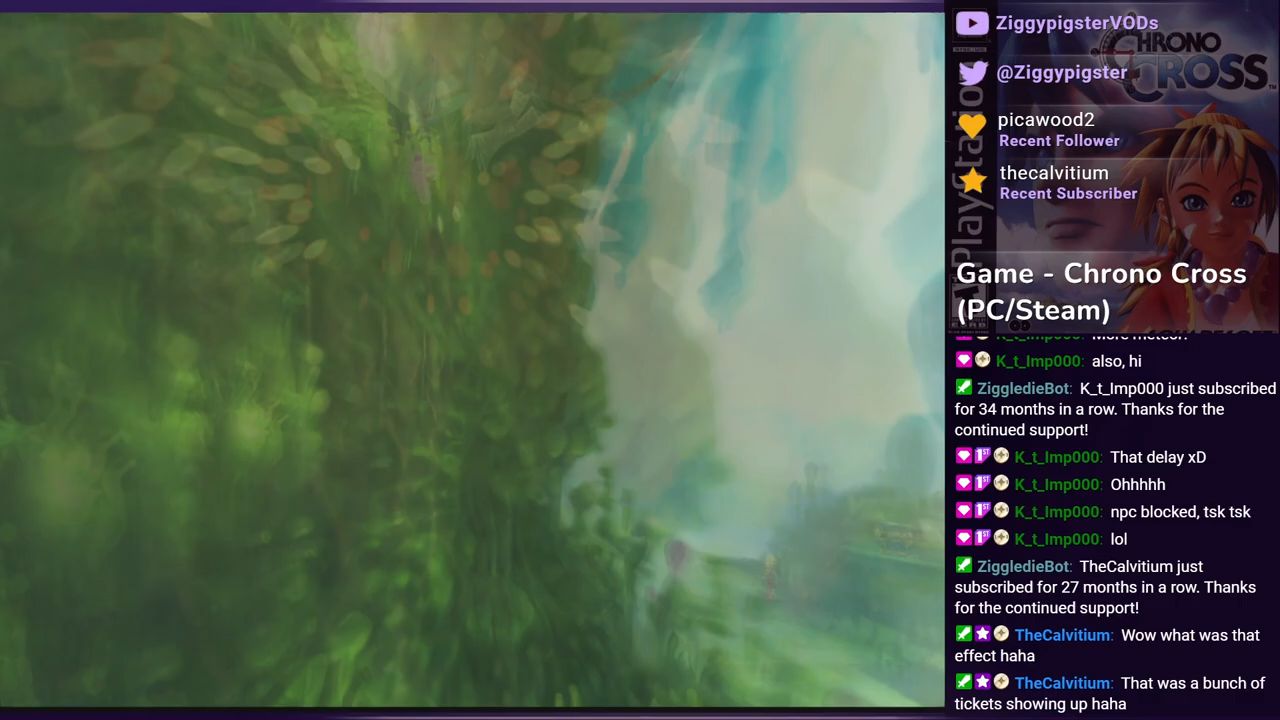 ZiggypigsterVODs
@Ziggypigster
picawood2
Recent Follower
thecalvitium
Recent Subscriber
CHRONO
CROSS
PlayStation
Game - Chrono Cross
(PC/Steam)
K_t_Imp000: More meteor!
K_t_Imp000: also, hi
ZiggledieBot: K_t_Imp000 just subscribed
for 34 months in a row. Thanks for the
continued support!
K_t_Imp000: That delay xD
K_t_Imp000: Ohhhhh
K_t_Imp000: npc blocked, tsk tsk
K_t_Imp000: lol
ZiggledieBot: TheCalvitium just
subscribed for 27 months in a row. Thanks
for the continued support!
TheCalvitium: Wow what was that
effect haha
TheCalvitium: That was a bunch of
tickets showing up haha